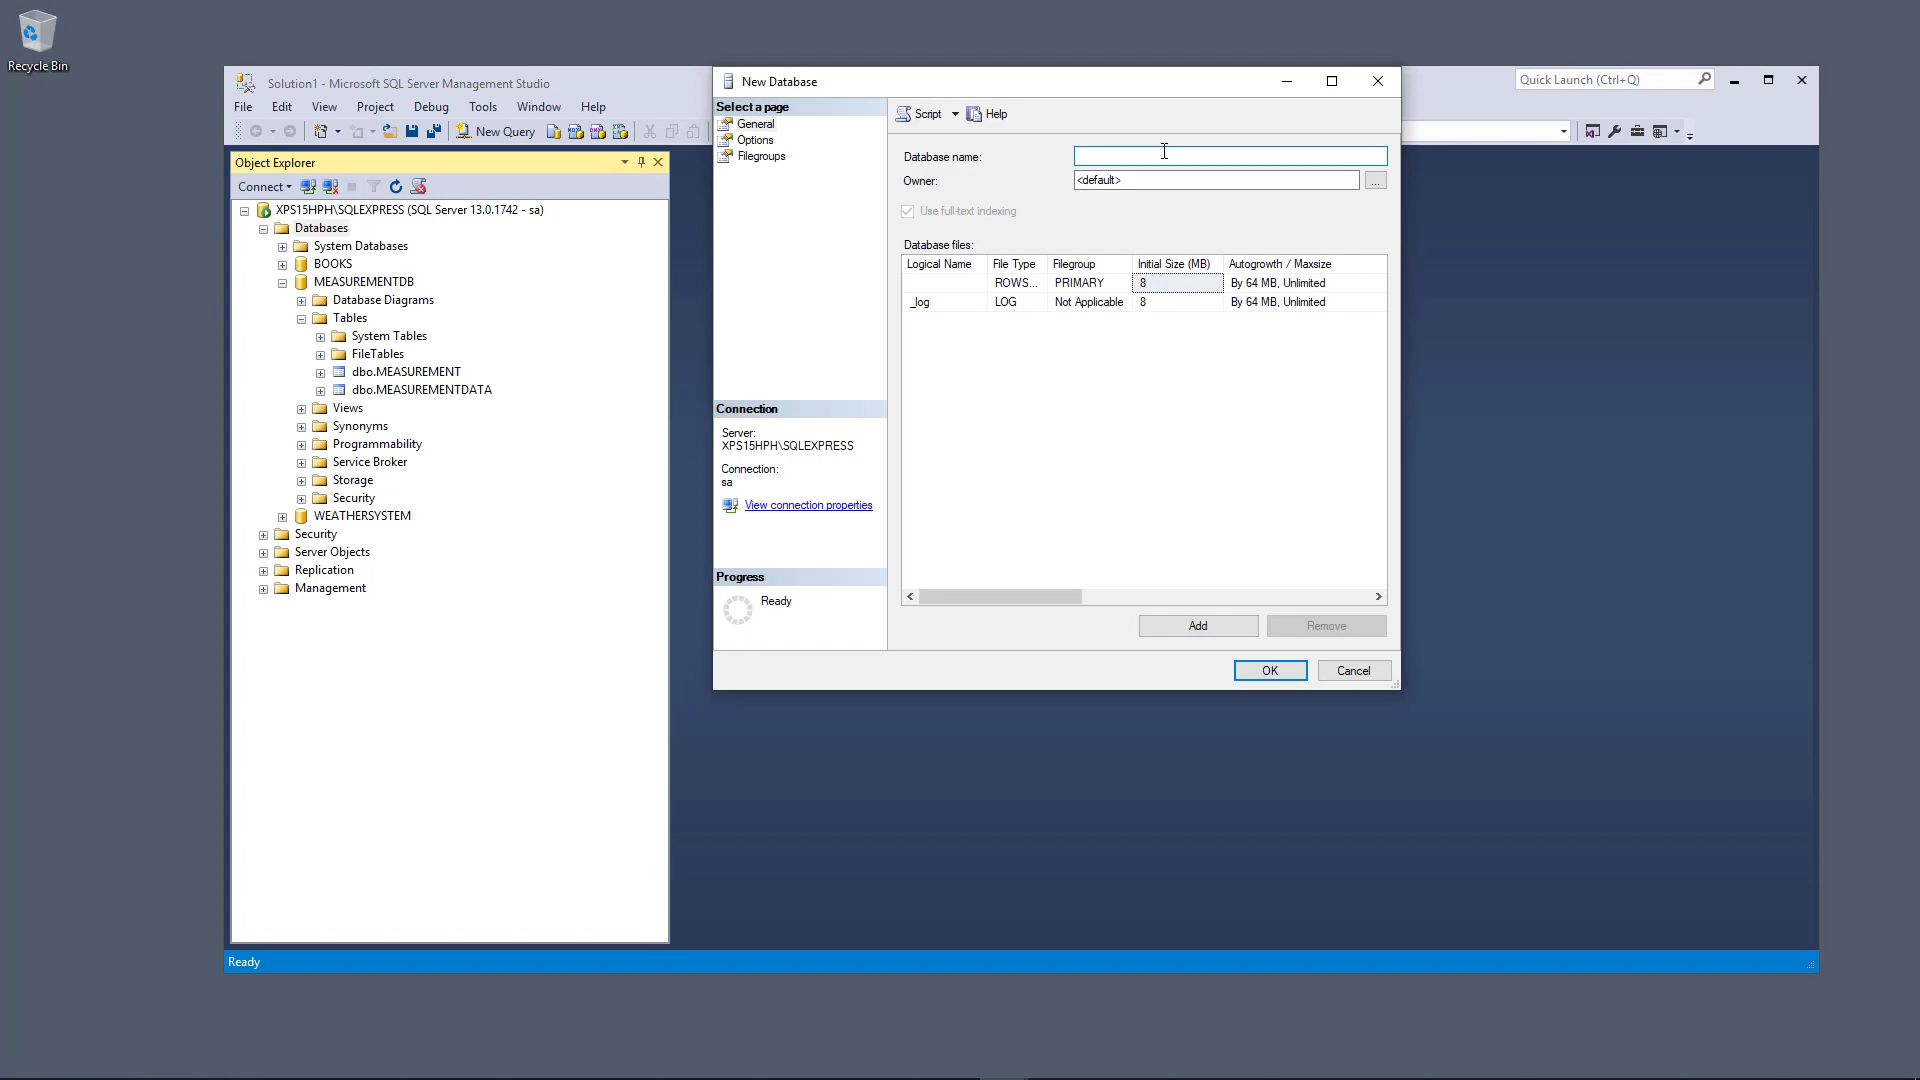 Recycle Bin
Solution1 - Microsoft SQL Server Management Studio
Quick Launch (Ctrl+Q)
File Edit View Project Debug Tools Window Help
New Query
Object Explorer
Connect
XPS15HPH\SQLEXPRESS (SQL Server 13.0.1742 - sa)
Databases
System Databases
BOOKS
MEASUREMENTDB
Database Diagrams
Tables
System Tables
FileTables
dbo.MEASUREMENT
dbo.MEASUREMENTDATA
Views
Synonyms
Programmability
Service Broker
Storage
Security
WEATHERSYSTEM
Security
Server Objects
Replication
Management
Ready
New Database
Select a page
General
Options
Filegroups
Connection
Server:
XPS15HPH\SQLEXPRESS
Connection:
sa
View connection properties
Progress
Ready
Script Help
Database name:
Owner: <default> ...
Use full-text indexing
Database files:
Logical Name File Type Filegroup Initial Size (MB) Autogrowth / Maxsize
ROWS... PRIMARY 8 By 64 MB, Unlimited
_log LOG Not Applicable 8 By 64 MB, Unlimited
Add Remove
OK Cancel